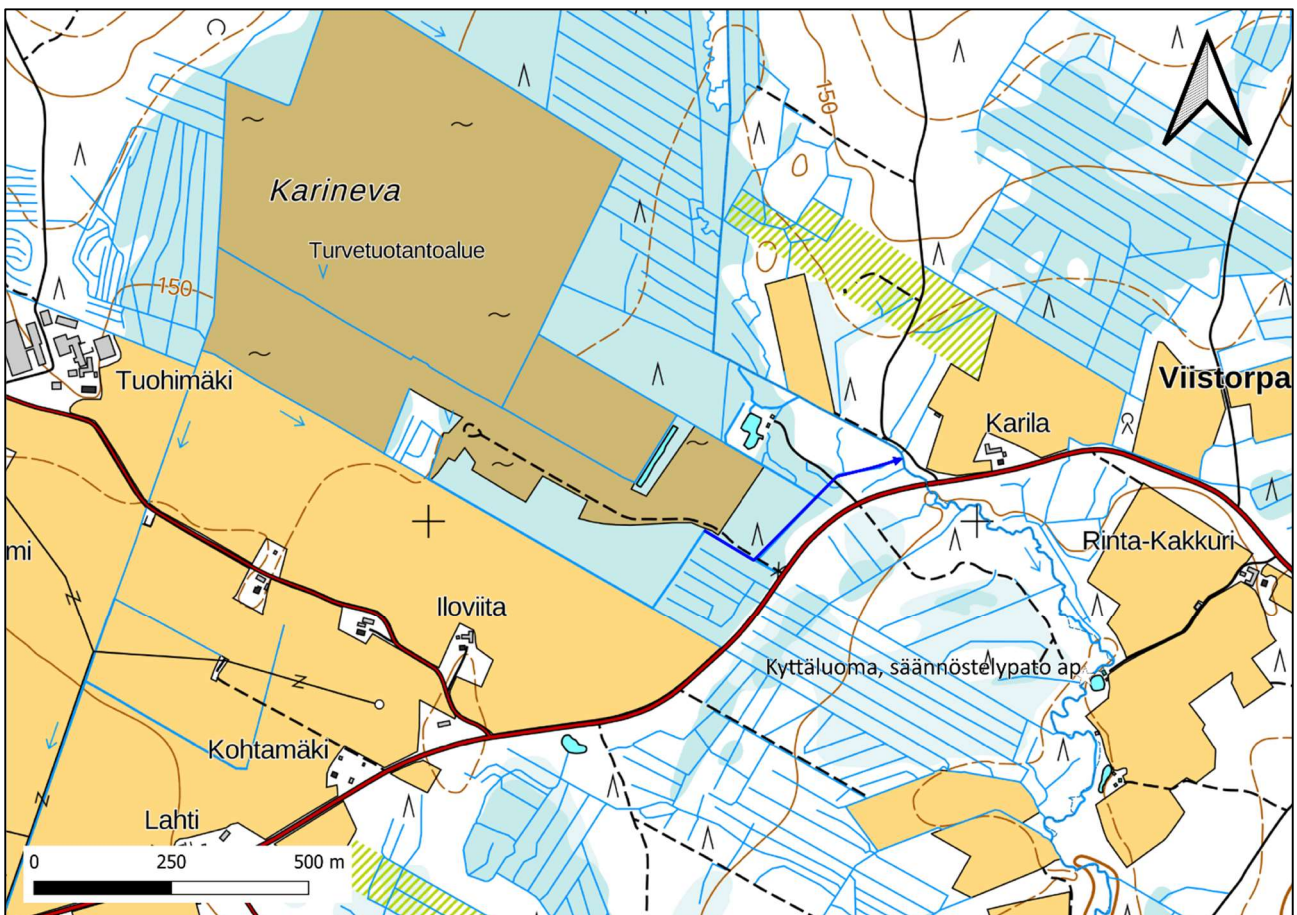 150
Karineva
Turvetuotantoalue
150
Tuohimäki
Viistorpa
Karila
mi
Rinta-Kakkuri
Iloviita
Kyttäluoma, säännöstelypato ap
Kohtamäki
Lahti
0 250 500 m